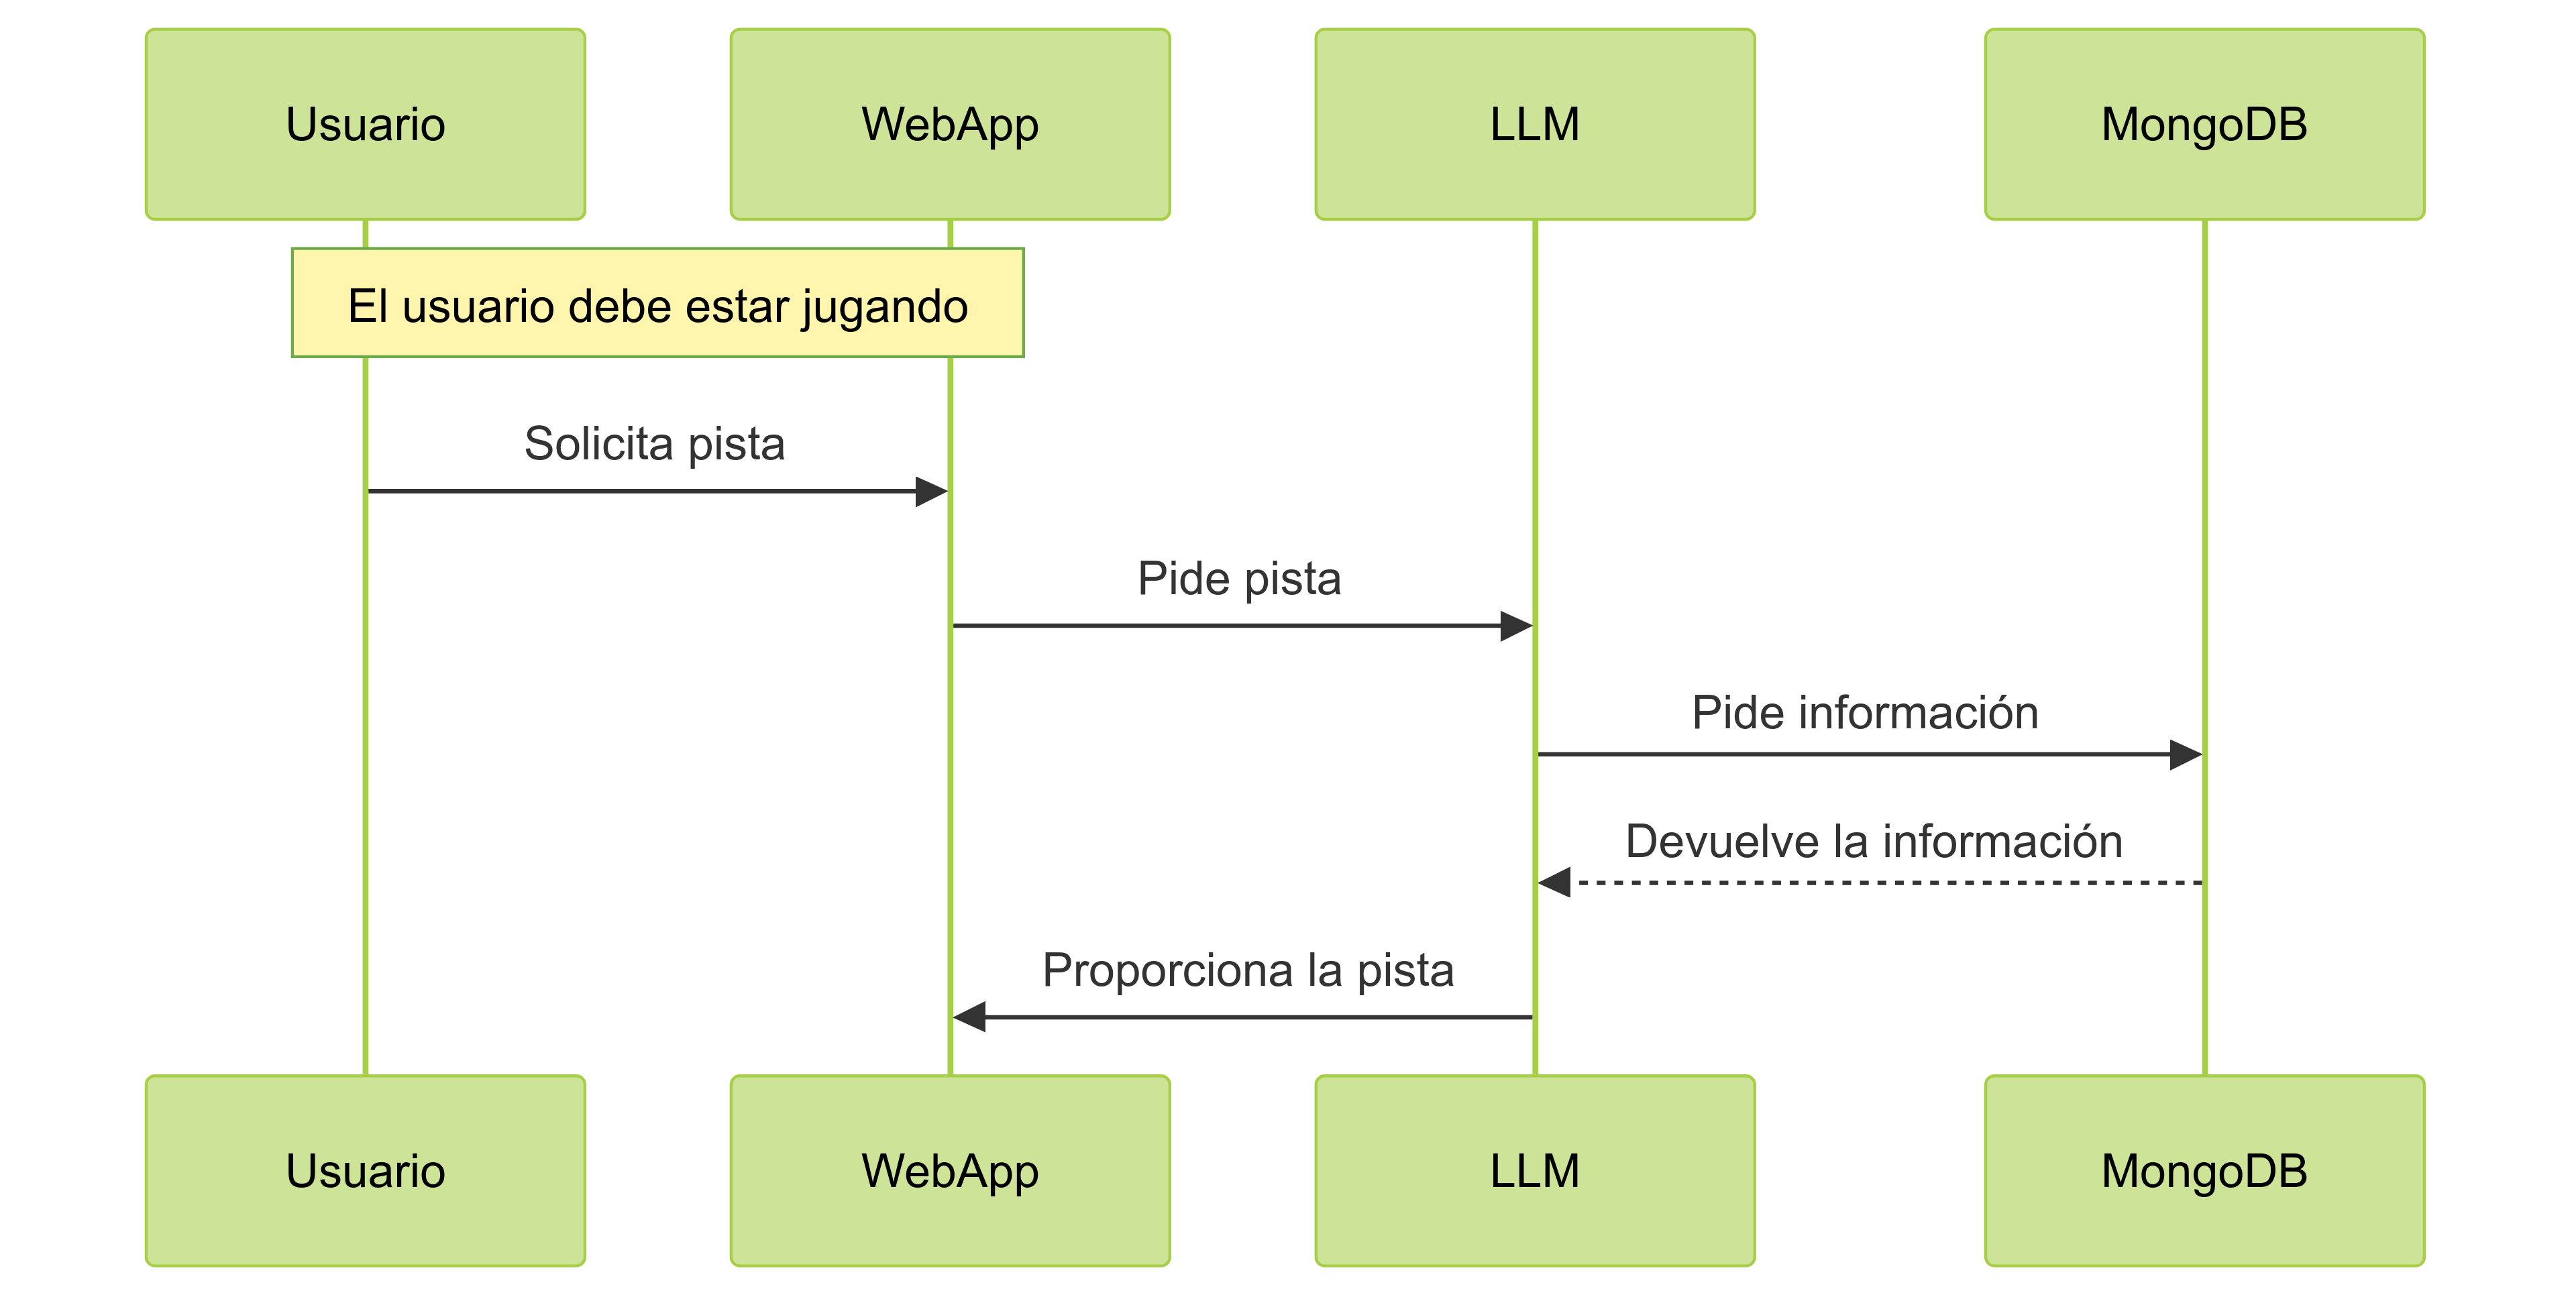 Usuario
WebApp
LLM
MongoDB
El usuario debe estar jugando
Solicita pista
Pide pista
Pide información
Devuelve la información
Proporciona la pista
Usuario
WebApp
LLM
MongoDB